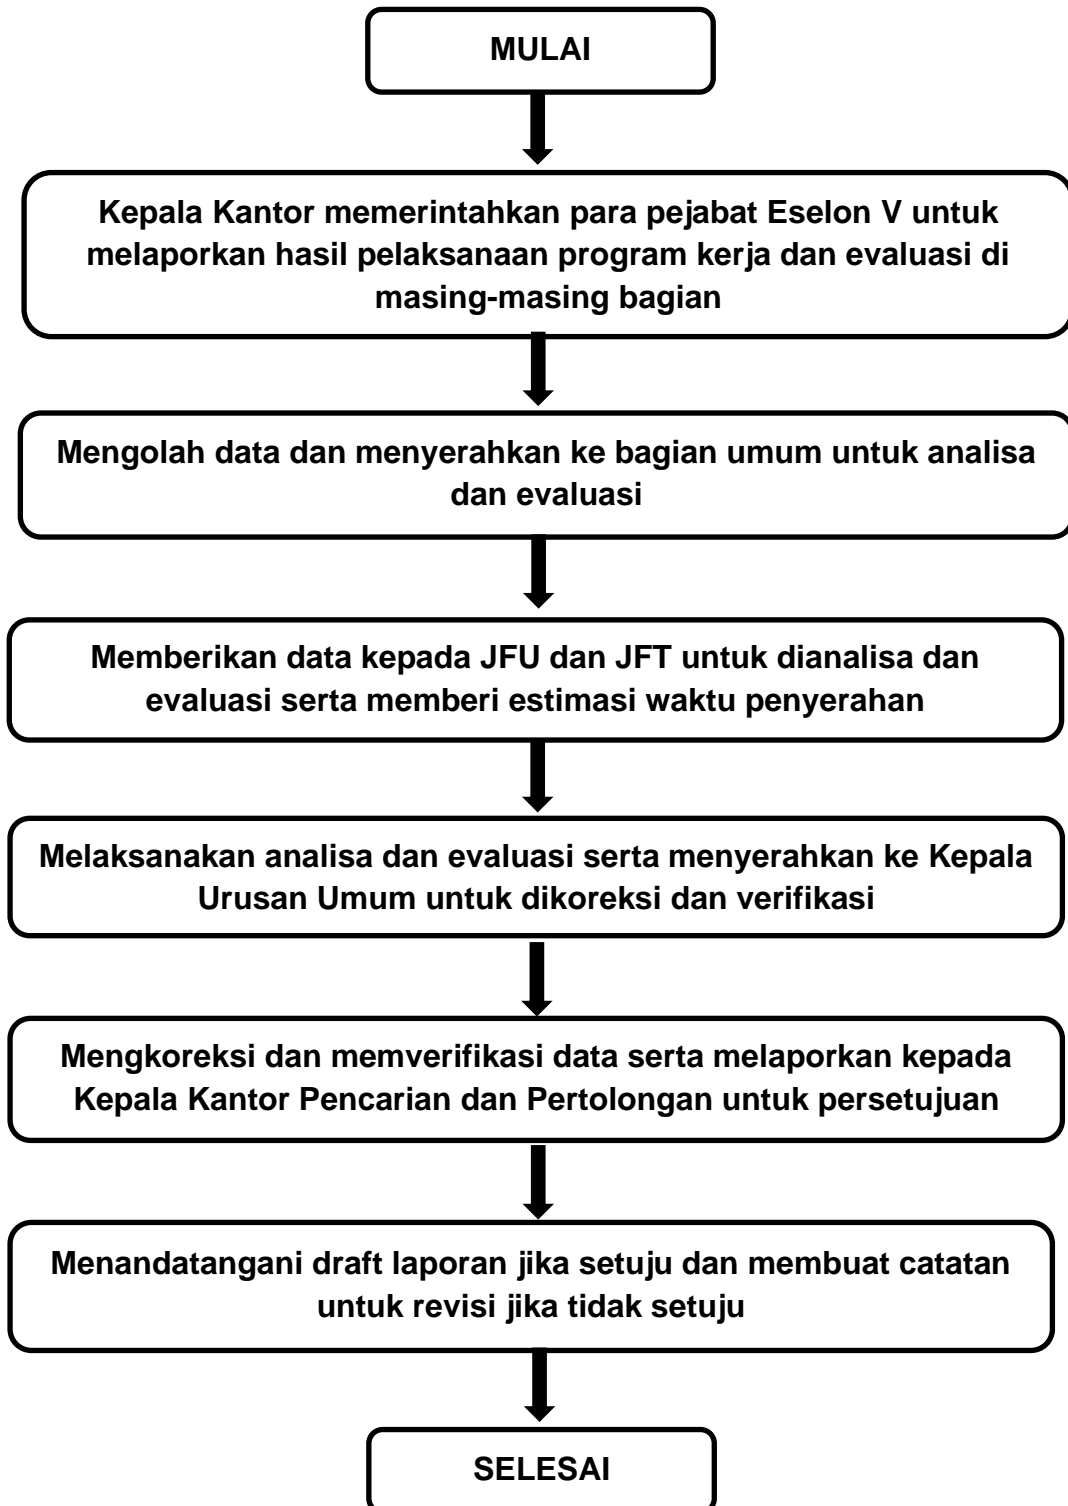 MULAI
Kepala Kantor memerintahkan para pejabat Eselon V untuk
melaporkan hasil pelaksanaan program kerja dan evaluasi di
masing-masing bagian
Mengolah data dan menyerahkan ke bagian umum untuk analisa
dan evaluasi
Memberikan data kepada JFU dan JFT untuk dianalisa dan
evaluasi serta memberi estimasi waktu penyerahan
Melaksanakan analisa dan evaluasi serta menyerahkan ke Kepala
Urusan Umum untuk dikoreksi dan verifikasi
Mengkoreksi dan memverifikasi data serta melaporkan kepada
Kepala Kantor Pencarian dan Pertolongan untuk persetujuan
Menandatangani draft laporan jika setuju dan membuat catatan
untuk revisi jika tidak setuju
SELESAI